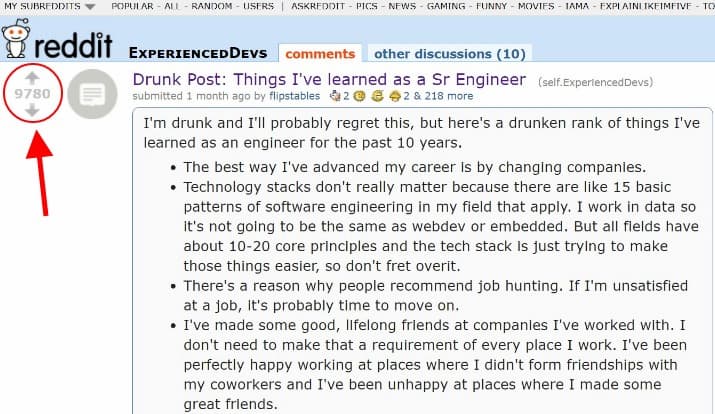 MY SUBREDDITS POPULAR - ALL - RANDOM - USERS | ASKREDDIT - PICS - NEWS - GAMING - FUNNY - MOVIES - IAMA - EXPLAINLIKEIMFIVE - TO
reddit EXPERIENCEDDEVS comments other discussions (10)
9780
Drunk Post: Things I've learned as a Sr Engineer (self.ExperiencedDevs)
submitted 1 month ago by flipstables 2 2 & 218 more
I'm drunk and I'll probably regret this, but here's a drunken rank of things I've
learned as an engineer for the past 10 years.
• The best way I've advanced my career is by changing companies.
• Technology stacks don't really matter because there are like 15 basic
patterns of software engineering in my field that apply. I work in data so
it's not going to be the same as webdev or embedded. But all fields have
about 10-20 core principles and the tech stack is just trying to make
those things easier, so don't fret overit.
• There's a reason why people recommend job hunting. If I'm unsatisfied
at a job, it's probably time to move on.
• I've made some good, lifelong friends at companies I've worked with. I
don't need to make that a requirement of every place I work. I've been
perfectly happy working at places where I didn't form friendships with
my coworkers and I've been unhappy at places where I made some
great friends.